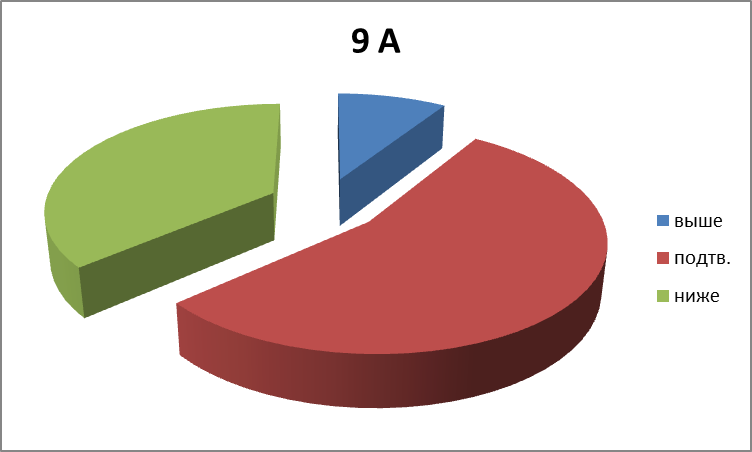 9 А
выше
подтв.
ниже